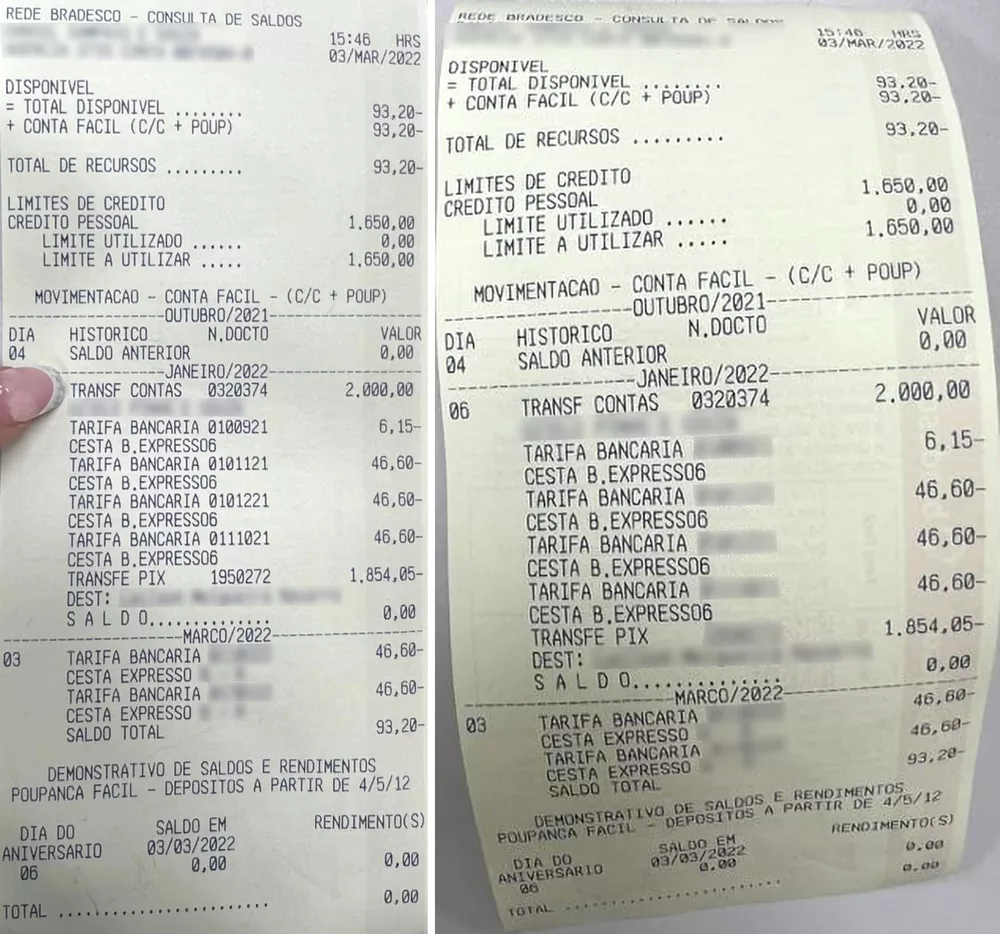 REDE BRADESCO - CONSULTA DE SALDOS
15:46 HRS
03/MAR/2022
DISPONIVEL
= TOTAL DISPONIVEL ........ 93,20-
+ CONTA FACIL (C/C + POUP) 93,20-
TOTAL DE RECURSOS ......... 93,20-
LIMITES DE CREDITO
CREDITO PESSOAL 1.650,00
LIMITE UTILIZADO ...... 0,00
LIMITE A UTILIZAR ..... 1.650,00
MOVIMENTACAO - CONTA FACIL - (C/C + POUP)
----------------OUTUBRO/2021----------------
DIA HISTORICO N.DOCTO VALOR
04 SALDO ANTERIOR 0,00
----------------JANEIRO/2022----------------
TRANSF CONTAS 0320374 2.000,00
TARIFA BANCARIA 0100921 6,15-
CESTA B.EXPRESSO6
TARIFA BANCARIA 0101121 46,60-
CESTA B.EXPRESSO6
TARIFA BANCARIA 0101221 46,60-
CESTA B.EXPRESSO6
TARIFA BANCARIA 0111021 46,60-
CESTA B.EXPRESSO6
TRANSFE PIX 1950272 1.854,05-
DEST:
S A L D O.............. 0,00
------------------MARCO/2022----------------
03 TARIFA BANCARIA 46,60-
CESTA EXPRESSO
TARIFA BANCARIA 46,60-
CESTA EXPRESSO
SALDO TOTAL 93,20-
DEMONSTRATIVO DE SALDOS E RENDIMENTOS
POUPANCA FACIL - DEPOSITOS A PARTIR DE 4/5/12
DIA DO SALDO EM RENDIMENTO(S)
ANIVERSARIO 03/03/2022
06 0,00 0,00
TOTAL ......................... 0,00
REDE BRADESCO - CONSULTA DE SALDOS
15:46 HRS
03/MAR/2022
DISPONIVEL
= TOTAL DISPONIVEL ........ 93,20-
+ CONTA FACIL (C/C + POUP) 93,20-
TOTAL DE RECURSOS ......... 93,20-
LIMITES DE CREDITO
CREDITO PESSOAL 1.650,00
LIMITE UTILIZADO ...... 0,00
LIMITE A UTILIZAR ..... 1.650,00
MOVIMENTACAO - CONTA FACIL - (C/C + POUP)
----------------OUTUBRO/2021----------------
DIA HISTORICO N.DOCTO VALOR
04 SALDO ANTERIOR 0,00
----------------JANEIRO/2022----------------
06 TRANSF CONTAS 0320374 2.000,00
TARIFA BANCARIA 6,15-
CESTA B.EXPRESSO6
TARIFA BANCARIA 46,60-
CESTA B.EXPRESSO6
TARIFA BANCARIA 46,60-
CESTA B.EXPRESSO6
TARIFA BANCARIA 46,60-
CESTA B.EXPRESSO6
TRANSFE PIX 1.854,05-
DEST:
S A L D O.............. 0,00
------------------MARCO/2022----------------
03 TARIFA BANCARIA 46,60-
CESTA EXPRESSO
TARIFA BANCARIA 46,60-
CESTA EXPRESSO
SALDO TOTAL 93,20-
DEMONSTRATIVO DE SALDOS E RENDIMENTOS
POUPANCA FACIL - DEPOSITOS A PARTIR DE 4/5/12
DIA DO SALDO EM RENDIMENTO(S)
ANIVERSARIO 03/03/2022
06 0,00 0,00
TOTAL ......................... 0,00